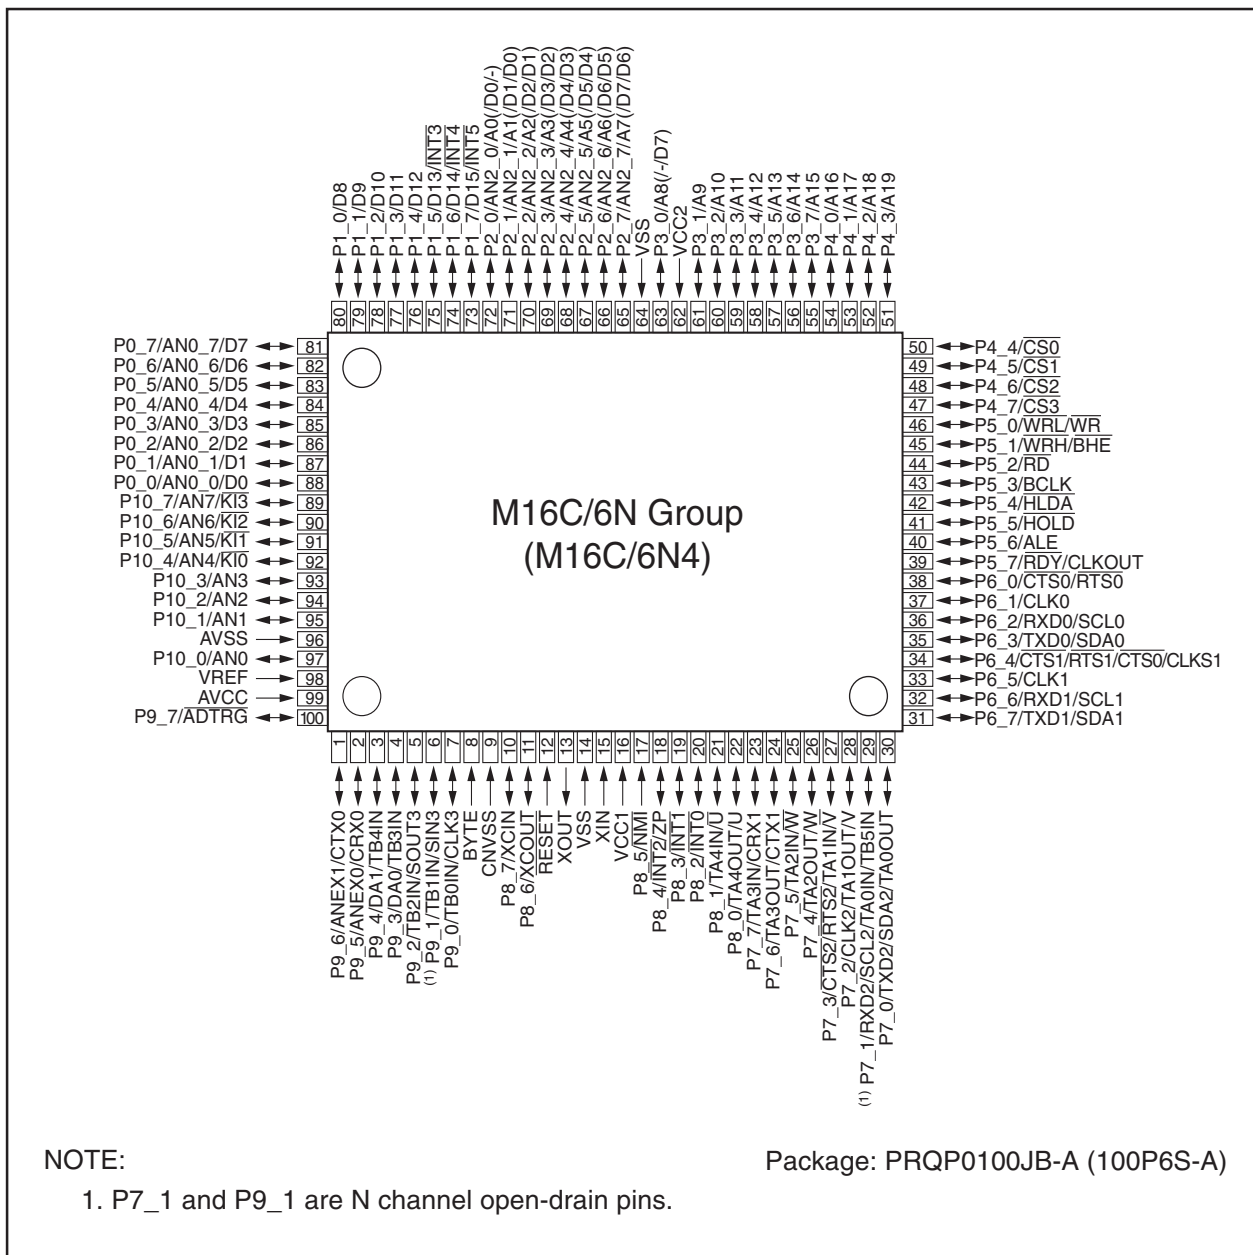 P1_0/D8
P1_1/D9
P1_2/D10
P1_3/D11
P1_4/D12
P1_5/D13/INT3
P1_6/D14/INT4
P1_7/D15/INT5
P2_0/AN2_0/A0(/D0/-)
P2_1/AN2_1/A1(/D1/D0)
P2_2/AN2_2/A2(/D2/D1)
P2_3/AN2_3/A3(/D3/D2)
P2_4/AN2_4/A4(/D4/D3)
P2_5/AN2_5/A5(/D5/D4)
P2_6/AN2_6/A6(/D6/D5)
P2_7/AN2_7/A7(/D7/D6)
VSS
P3_0/A8(/-/D7)
VCC2
P3_1/A9
P3_2/A10
P3_3/A11
P3_4/A12
P3_5/A13
P3_6/A14
P3_7/A15
P4_0/A16
P4_1/A17
P4_2/A18
P4_3/A19
80 79 78 77 76 75 74 73 72 71 70 69 68 67 66 65 64 63 62 61 60 59 58 57 56 55 54 53 52 51
P0_7/AN0_7/D7 81
P0_6/AN0_6/D6 82
P0_5/AN0_5/D5 83
P0_4/AN0_4/D4 84
P0_3/AN0_3/D3 85
P0_2/AN0_2/D2 86
P0_1/AN0_1/D1 87
P0_0/AN0_0/D0 88
P10_7/AN7/KI3 89
P10_6/AN6/KI2 90
P10_5/AN5/KI1 91
P10_4/AN4/KI0 92
P10_3/AN3 93
P10_2/AN2 94
P10_1/AN1 95
AVSS 96
P10_0/AN0 97
VREF 98
AVCC 99
P9_7/ADTRG 100
M16C/6N Group
(M16C/6N4)
50 P4_4/CS0
49 P4_5/CS1
48 P4_6/CS2
47 P4_7/CS3
46 P5_0/WRL/WR
45 P5_1/WRH/BHE
44 P5_2/RD
43 P5_3/BCLK
42 P5_4/HLDA
41 P5_5/HOLD
40 P5_6/ALE
39 P5_7/RDY/CLKOUT
38 P6_0/CTS0/RTS0
37 P6_1/CLK0
36 P6_2/RXD0/SCL0
35 P6_3/TXD0/SDA0
34 P6_4/CTS1/RTS1/CTS0/CLKS1
33 P6_5/CLK1
32 P6_6/RXD1/SCL1
31 P6_7/TXD1/SDA1
1 2 3 4 5 6 7 8 9 10 11 12 13 14 15 16 17 18 19 20 21 22 23 24 25 26 27 28 29 30
P9_6/ANEX1/CTX0
P9_5/ANEX0/CRX0
P9_4/DA1/TB4IN
P9_3/DA0/TB3IN
P9_2/TB2IN/SOUT3
(1) P9_1/TB1IN/SIN3
P9_0/TB0IN/CLK3
BYTE
CNVSS
P8_7/XCIN
P8_6/XCOUT
RESET
XOUT
VSS
XIN
VCC1
P8_5/NMI
P8_4/INT2/ZP
P8_3/INT1
P8_2/INT0
P8_1/TA4IN/U
P8_0/TA4OUT/U
P7_7/TA3IN/CRX1
P7_6/TA3OUT/CTX1
P7_5/TA2IN/W
P7_4/TA2OUT/W
P7_3/CTS2/RTS2/TA1IN/V
P7_2/CLK2/TA1OUT/V
(1) P7_1/RXD2/SCL2/TA0IN/TB5IN
P7_0/TXD2/SDA2/TA0OUT
NOTE:
1. P7_1 and P9_1 are N channel open-drain pins.
Package: PRQP0100JB-A (100P6S-A)